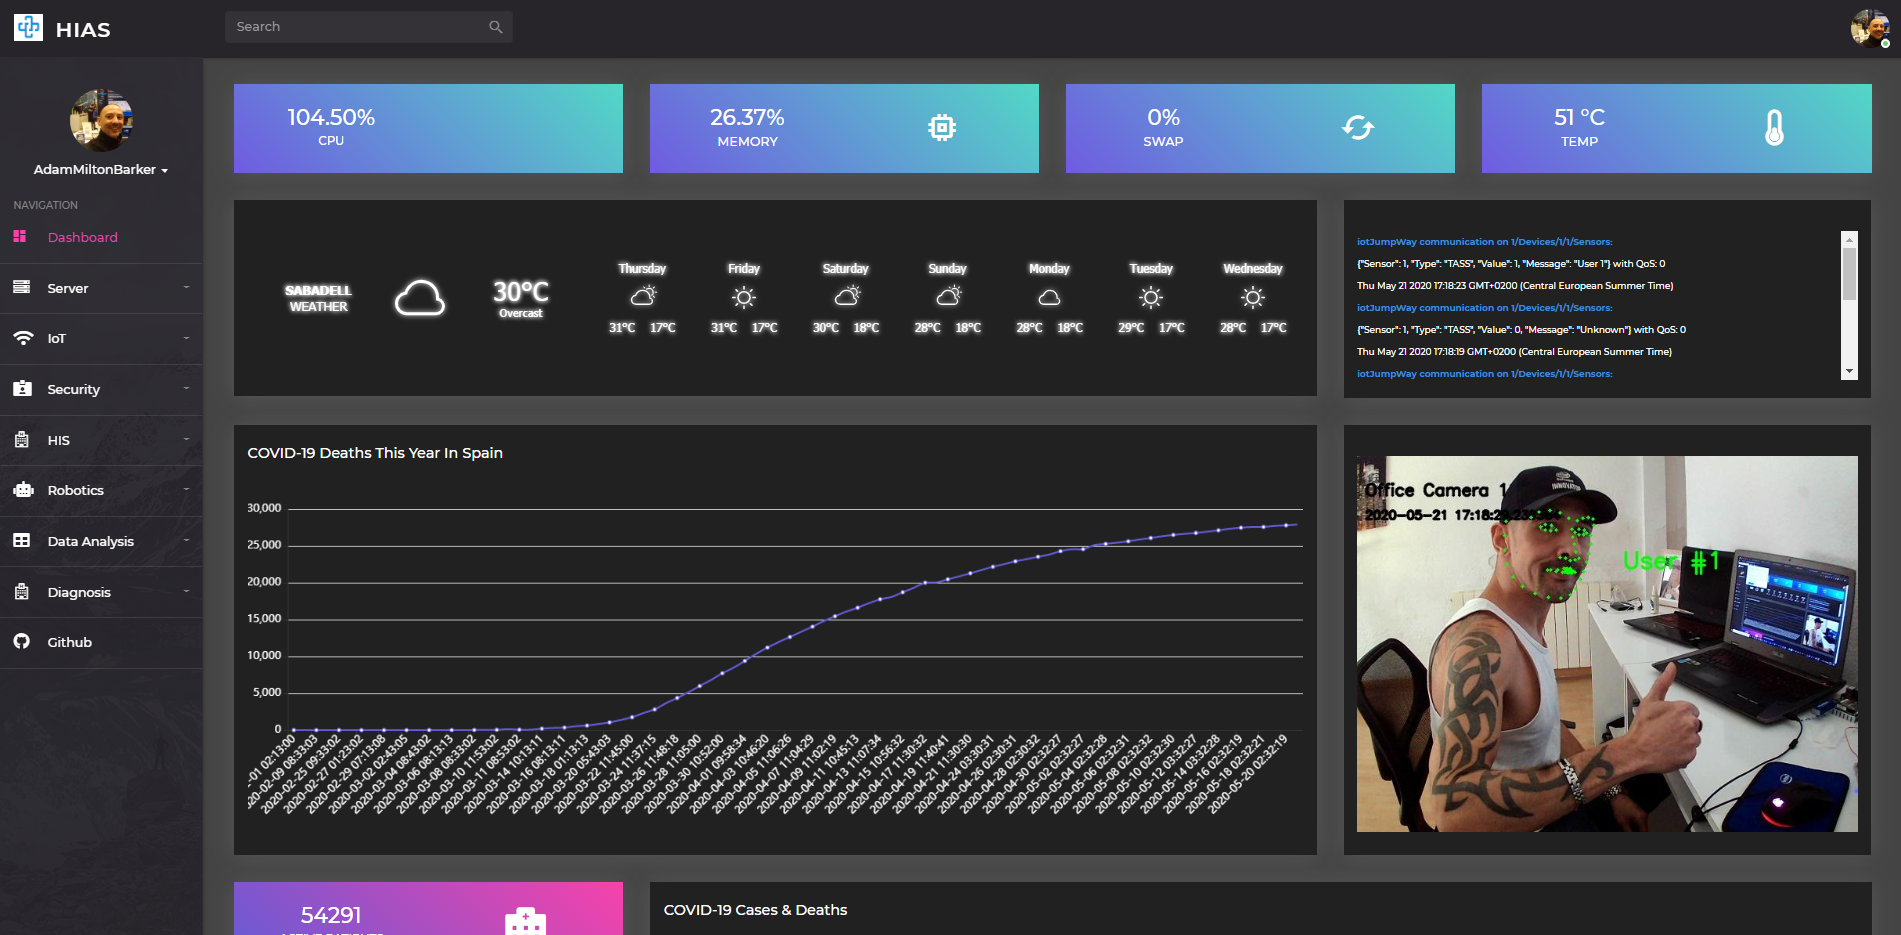 HIAS
Search
AdamMiltonBarker
NAVIGATION
Dashboard
Server
IoT
Security
HIS
Robotics
Data Analysis
Diagnosis
Github
104.50%
CPU
26.37%
MEMORY
0%
SWAP
51 °C
TEMP
SABADELL
WEATHER
30°C
Overcast
Thursday
31°C 17°C
Friday
31°C 17°C
Saturday
30°C 18°C
Sunday
28°C 18°C
Monday
28°C 18°C
Tuesday
29°C 17°C
Wednesday
28°C 17°C
iotJumpWay communication on 1/Devices/1/1/Sensors:
{"Sensor": 1, "Type": "TASS", "Value": 1, "Message": "User 1"} with QoS: 0
Thu May 21 2020 17:18:23 GMT+0200 (Central European Summer Time)
iotJumpWay communication on 1/Devices/1/1/Sensors:
{"Sensor": 1, "Type": "TASS", "Value": 0, "Message": "Unknown"} with QoS: 0
Thu May 21 2020 17:18:19 GMT+0200 (Central European Summer Time)
iotJumpWay communication on 1/Devices/1/1/Sensors:
COVID-19 Deaths This Year In Spain
30,000
25,000
20,000
15,000
10,000
5,000
0
-01 02:13:00
20-02-09 08:33:03
2020-02-25 09:53:02
2020-02-27 01:23:02
2020-02-29 07:13:08
2020-03-02 02:43:05
2020-03-04 08:43:02
2020-03-06 08:13:13
2020-03-08 08:33:02
2020-03-10 11:53:02
2020-03-11 08:53:02
2020-03-14 10:13:11
2020-03-16 08:13:11
2020-03-18 01:13:13
2020-03-20 05:43:03
2020-03-22 11:45:00
2020-03-24 11:37:15
2020-03-26 11:48:18
2020-03-28 11:05:00
2020-03-30 10:52:00
2020-04-01 09:58:34
2020-04-03 10:46:20
2020-04-05 11:06:26
2020-04-07 11:04:29
2020-04-09 11:02:19
2020-04-11 10:45:13
2020-04-13 11:07:34
2020-04-15 10:56:32
2020-04-17 11:30:32
2020-04-19 11:40:41
2020-04-21 11:30:30
2020-04-24 03:30:31
2020-04-26 02:30:31
2020-04-28 02:30:32
2020-04-30 02:32:27
2020-05-02 02:32:27
2020-05-04 02:32:28
2020-05-06 02:32:31
2020-05-08 02:32:32
2020-05-10 02:32:30
2020-05-12 03:32:27
2020-05-14 03:32:28
2020-05-16 02:32:19
2020-05-18 02:32:21
2020-05-20 02:32:19
Office Camera 1
2020-05-21 17:18:29
User #1
54291
ACTIVE PATIENTS
COVID-19 Cases & Deaths